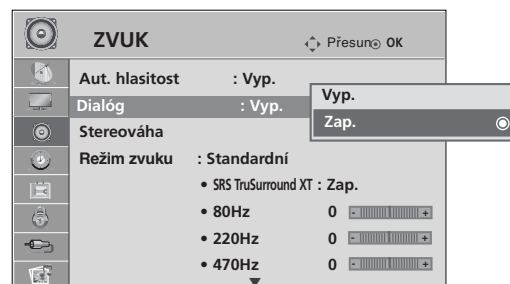 ZVUK
Přesun OK
Aut. hlasitost : Vyp.
Dialóg : Vyp.
Vyp.
Zap.
Stereováha
Režim zvuku : Standardní
• SRS TruSurround XT : Zap.
• 80Hz 0 - +
• 220Hz 0 - +
• 470Hz 0 - +